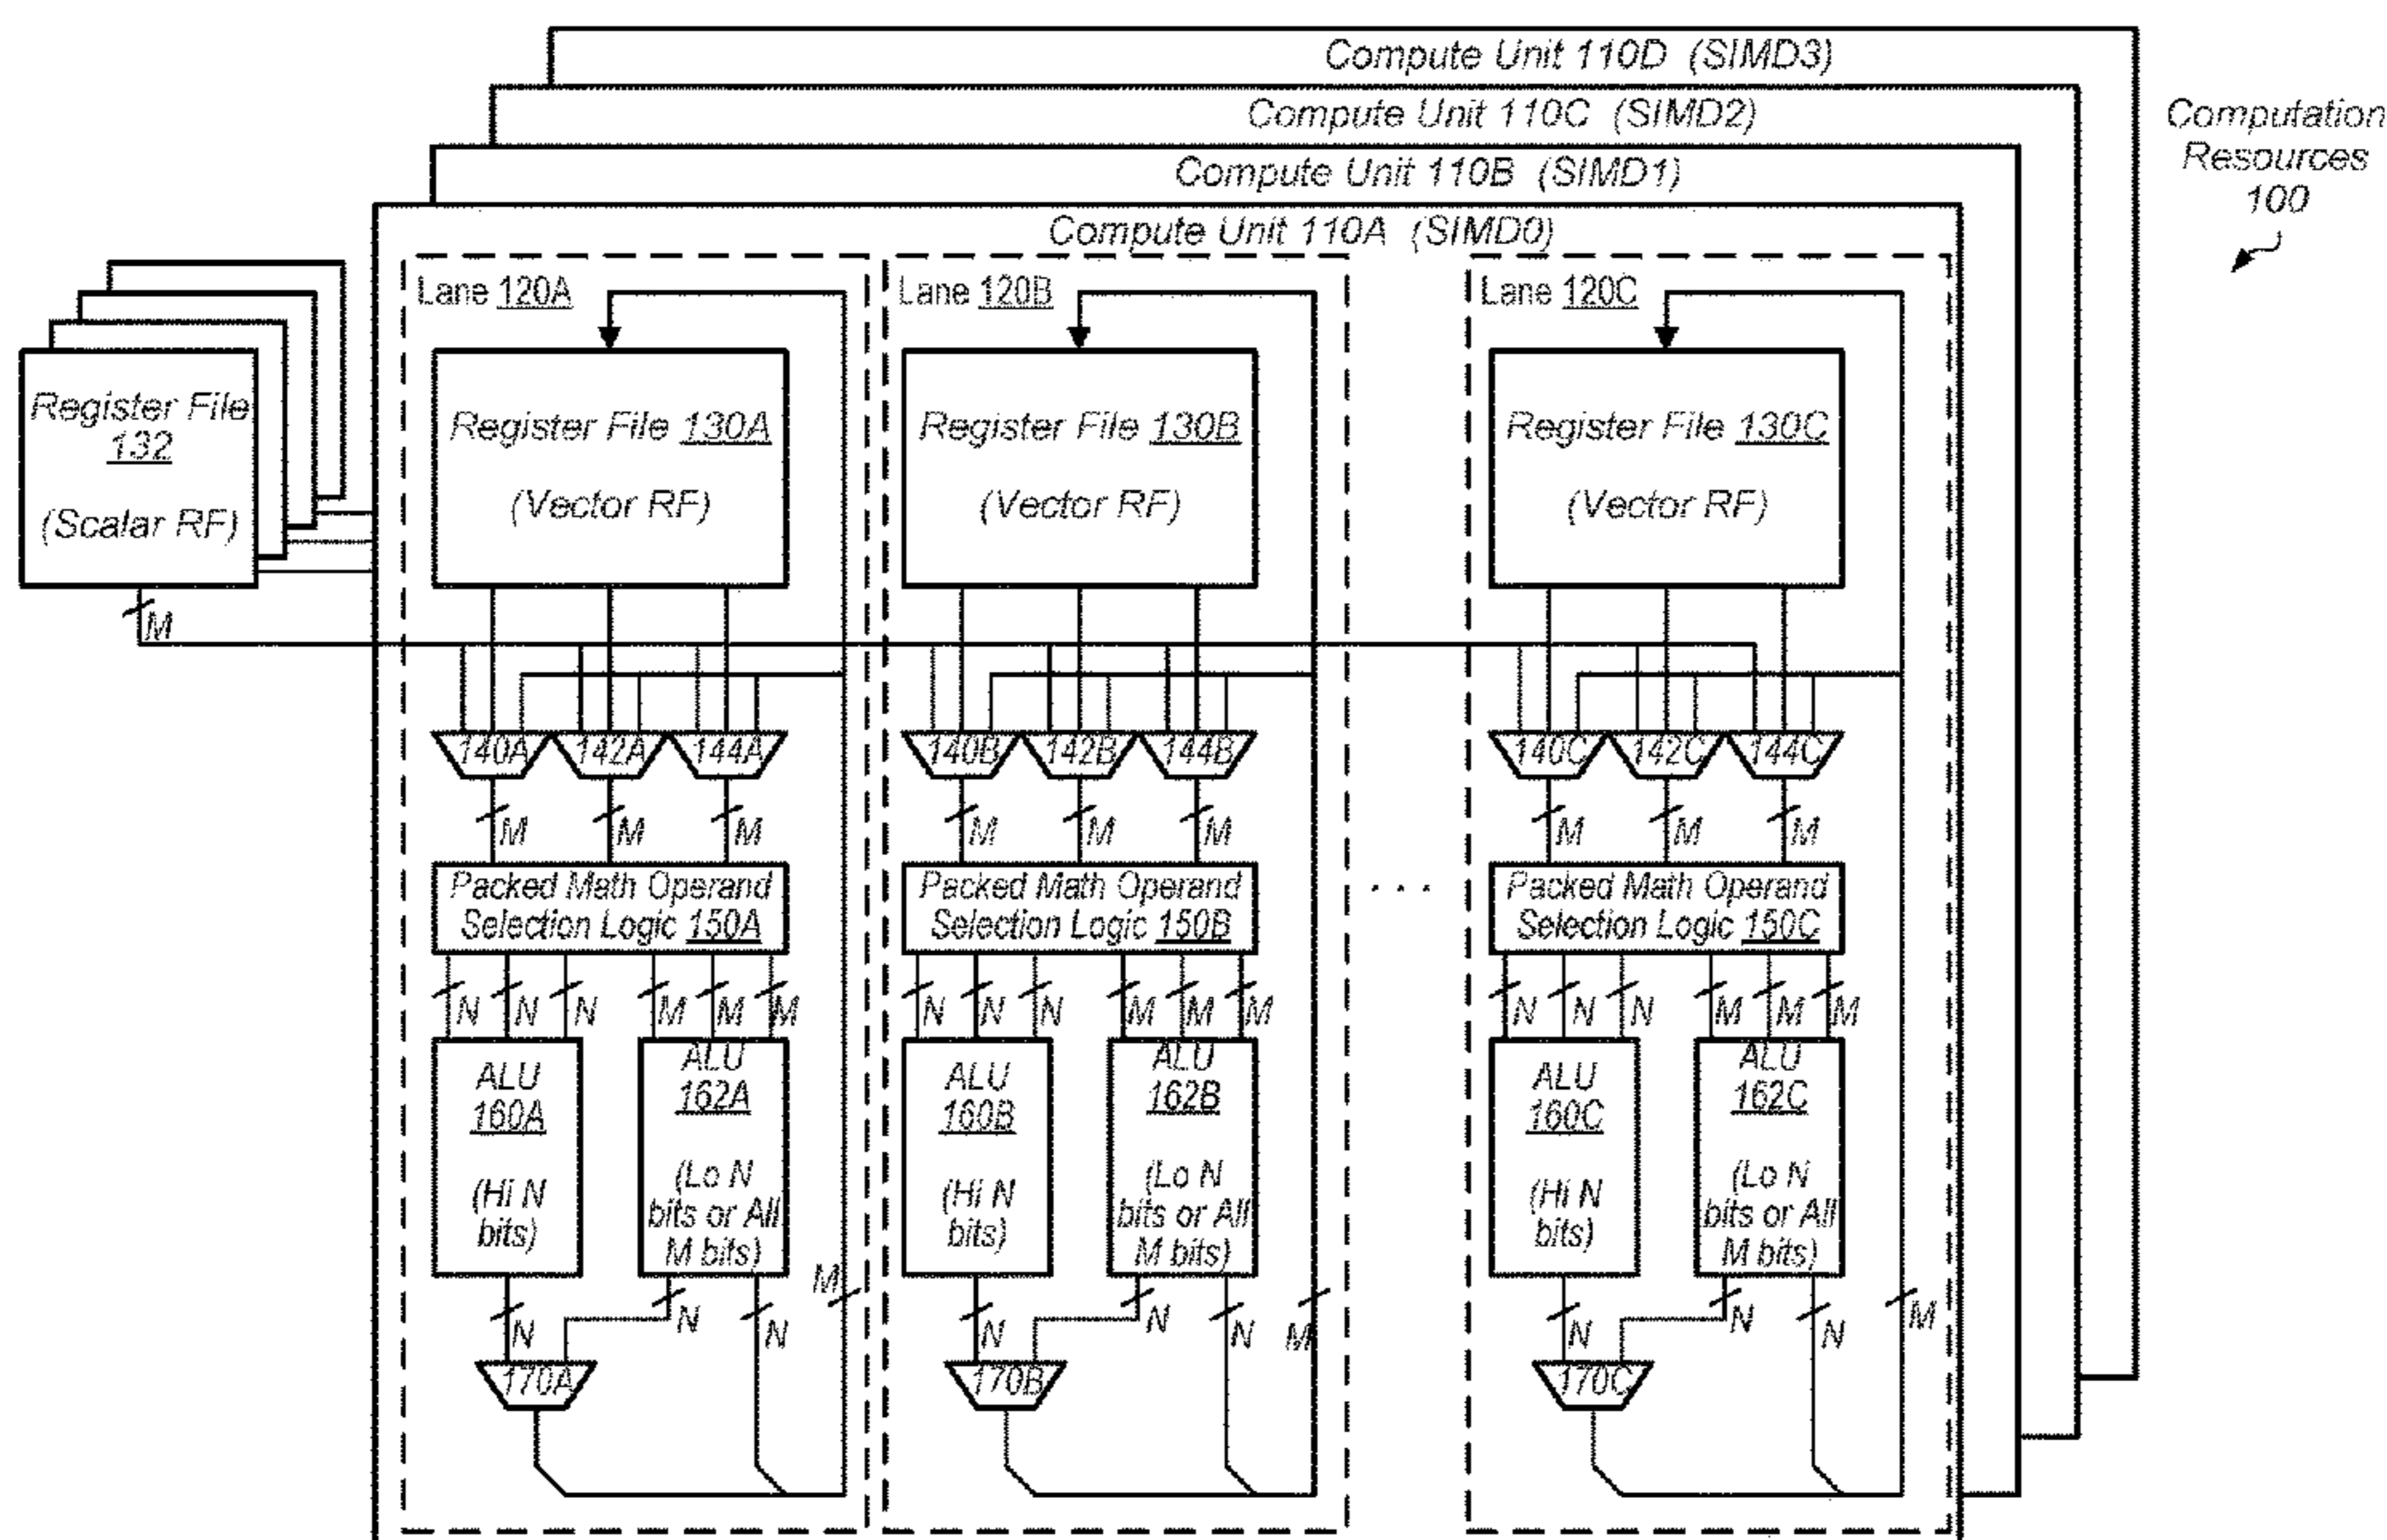 Compute Unit 110D (SIMD3)
Compute Unit 110C (SIMD2)
Compute Unit 110B (SIMD1)
Compute Unit 110A (SIMD0)
Computation
Resources
100
Register File
132
(Scalar RF)
M
Lane 120A
Register File 130A
(Vector RF)
140A 142A 144A
M M M
Packed Math Operand
Selection Logic 150A
N N N M M M
ALU
160A
(Hi N
bits)
ALU
162A
(Lo N
bits or All
M bits)
M
N N N
170A
Lane 120B
Register File 130B
(Vector RF)
140B 142B 144B
M M M
Packed Math Operand
Selection Logic 150B
N N N M M M
ALU
160B
(Hi N
bits)
ALU
162B
(Lo N
bits or All
M bits)
N N N M
170B
. . .
Lane 120C
Register File 130C
(Vector RF)
140C 142C 144C
M M M
Packed Math Operand
Selection Logic 150C
N N N M M M
ALU
160C
(Hi N
bits)
ALU
162C
(Lo N
bits or All
M bits)
N N N M
170C